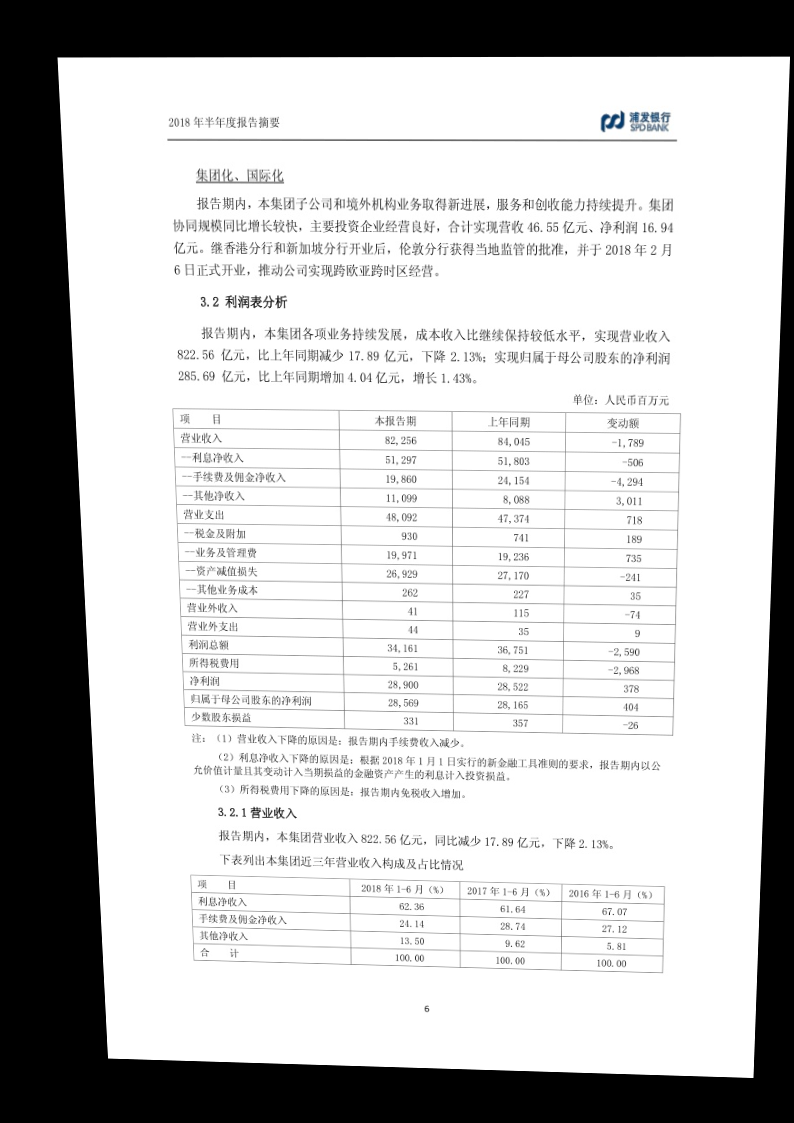 2018 年半年度报告摘要
浦发银行
SPD BANK
集团化、国际化
报告期内，本集团子公司和境外机构业务取得新进展，服务和创收能力持续提升。集团
协同规模同比增长较快，主要投资企业经营良好，合计实现营收 46.55 亿元、净利润 16.94
亿元。继香港分行和新加坡分行开业后，伦敦分行获得当地监管的批准，并于 2018 年 2 月
6 日正式开业，推动公司实现跨欧亚跨时区经营。
3.2 利润表分析
报告期内，本集团各项业务持续发展，成本收入比继续保持较低水平，实现营业收入
822.56 亿元，比上年同期减少 17.89 亿元，下降 2.13%；实现归属于母公司股东的净利润
285.69 亿元，比上年同期增加 4.04 亿元，增长 1.43%。
单位：人民币百万元
项 目 本报告期 上年同期 变动额
营业收入 82,256 84,045 -1,789
--利息净收入 51,297 51,803 -506
--手续费及佣金净收入 19,860 24,154 -4,294
--其他净收入 11,099 8,088 3,011
营业支出 48,092 47,374 718
--税金及附加 930 741 189
--业务及管理费 19,971 19,236 735
--资产减值损失 26,929 27,170 -241
--其他业务成本 262 227 35
营业外收入 41 115 -74
营业外支出 44 35 9
利润总额 34,161 36,751 -2,590
所得税费用 5,261 8,229 -2,968
净利润 28,900 28,522 378
归属于母公司股东的净利润 28,569 28,165 404
少数股东损益 331 357 -26
注：（1）营业收入下降的原因是：报告期内手续费收入减少。
（2）利息净收入下降的原因是：根据 2018 年 1 月 1 日实行的新金融工具准则的要求，报告期内以公
允价值计量且其变动计入当期损益的金融资产产生的利息计入投资损益。
（3）所得税费用下降的原因是：报告期内免税收入增加。
3.2.1 营业收入
报告期内，本集团营业收入 822.56 亿元，同比减少 17.89 亿元，下降 2.13%。
下表列出本集团近三年营业收入构成及占比情况
项 目 2018 年 1-6 月（%） 2017 年 1-6 月（%） 2016 年 1-6 月（%）
利息净收入 62.36 61.64 67.07
手续费及佣金净收入 24.14 28.74 27.12
其他净收入 13.50 9.62 5.81
合 计 100.00 100.00 100.00
6